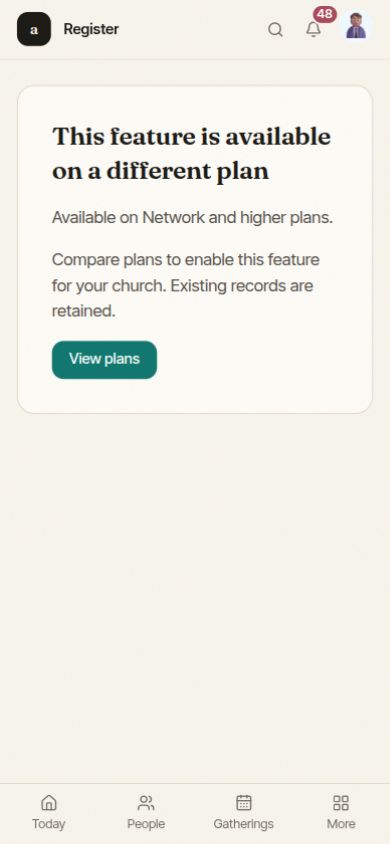 a
Register
48
This feature is available
on a different plan
Available on Network and higher plans.
Compare plans to enable this feature
for your church. Existing records are
retained.
View plans
Today
People
Gatherings
More